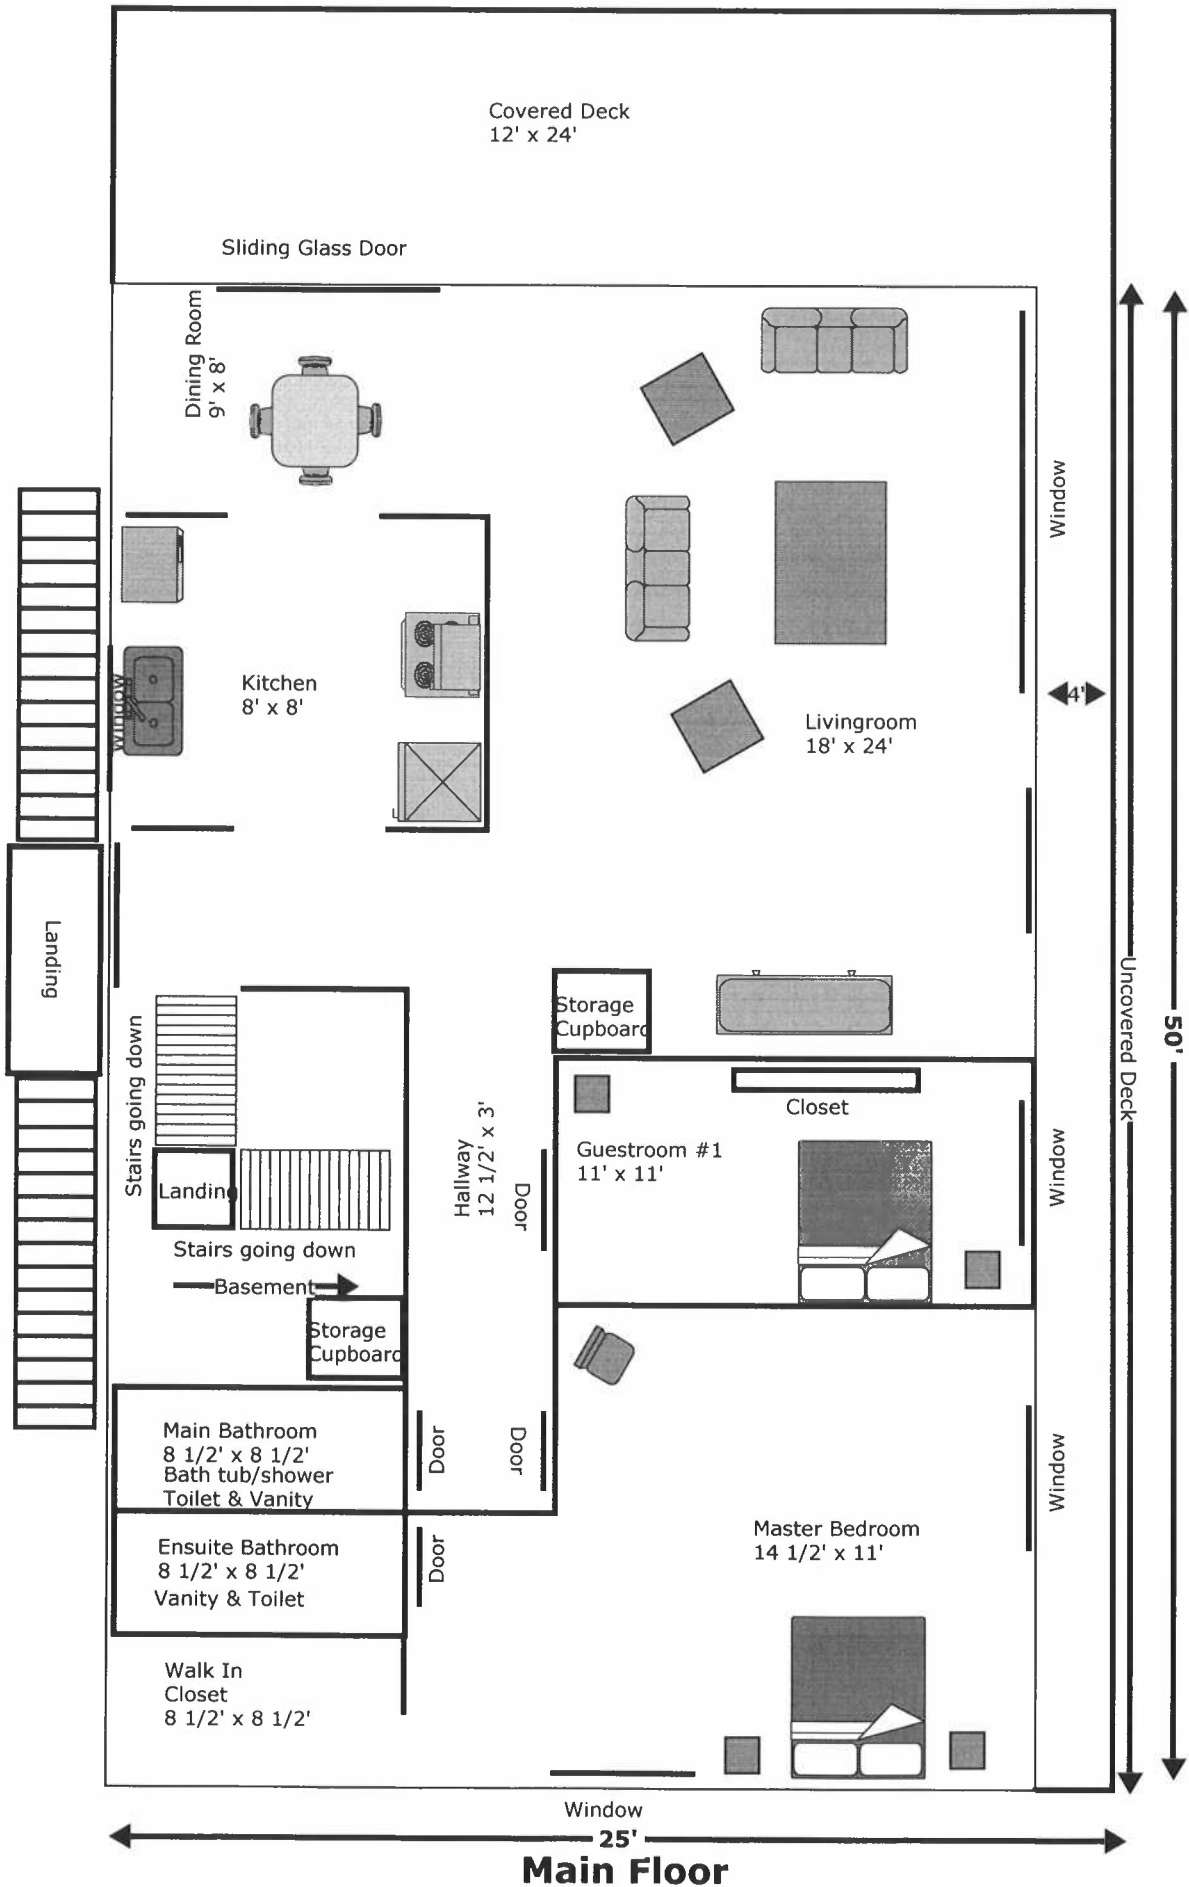 Covered Deck
12' x 24'
Sliding Glass Door
Dining Room
9' x 8'
Window
Kitchen
8' x 8'
Window
4'
Livingroom
18' x 24'
Landing
Storage
Cupboard
Uncovered Deck
50'
Stairs going down
Closet
Hallway
12 1/2' x 3'
Guestroom #1
11' x 11'
Door
Window
Landing
Stairs going down
Basement
Storage
Cupboard
Main Bathroom
8 1/2' x 8 1/2'
Bath tub/shower
Toilet & Vanity
Door
Door
Window
Master Bedroom
14 1/2' x 11'
Ensuite Bathroom
8 1/2' x 8 1/2'
Vanity & Toilet
Door
Walk In
Closet
8 1/2' x 8 1/2'
Window
25'
Main Floor